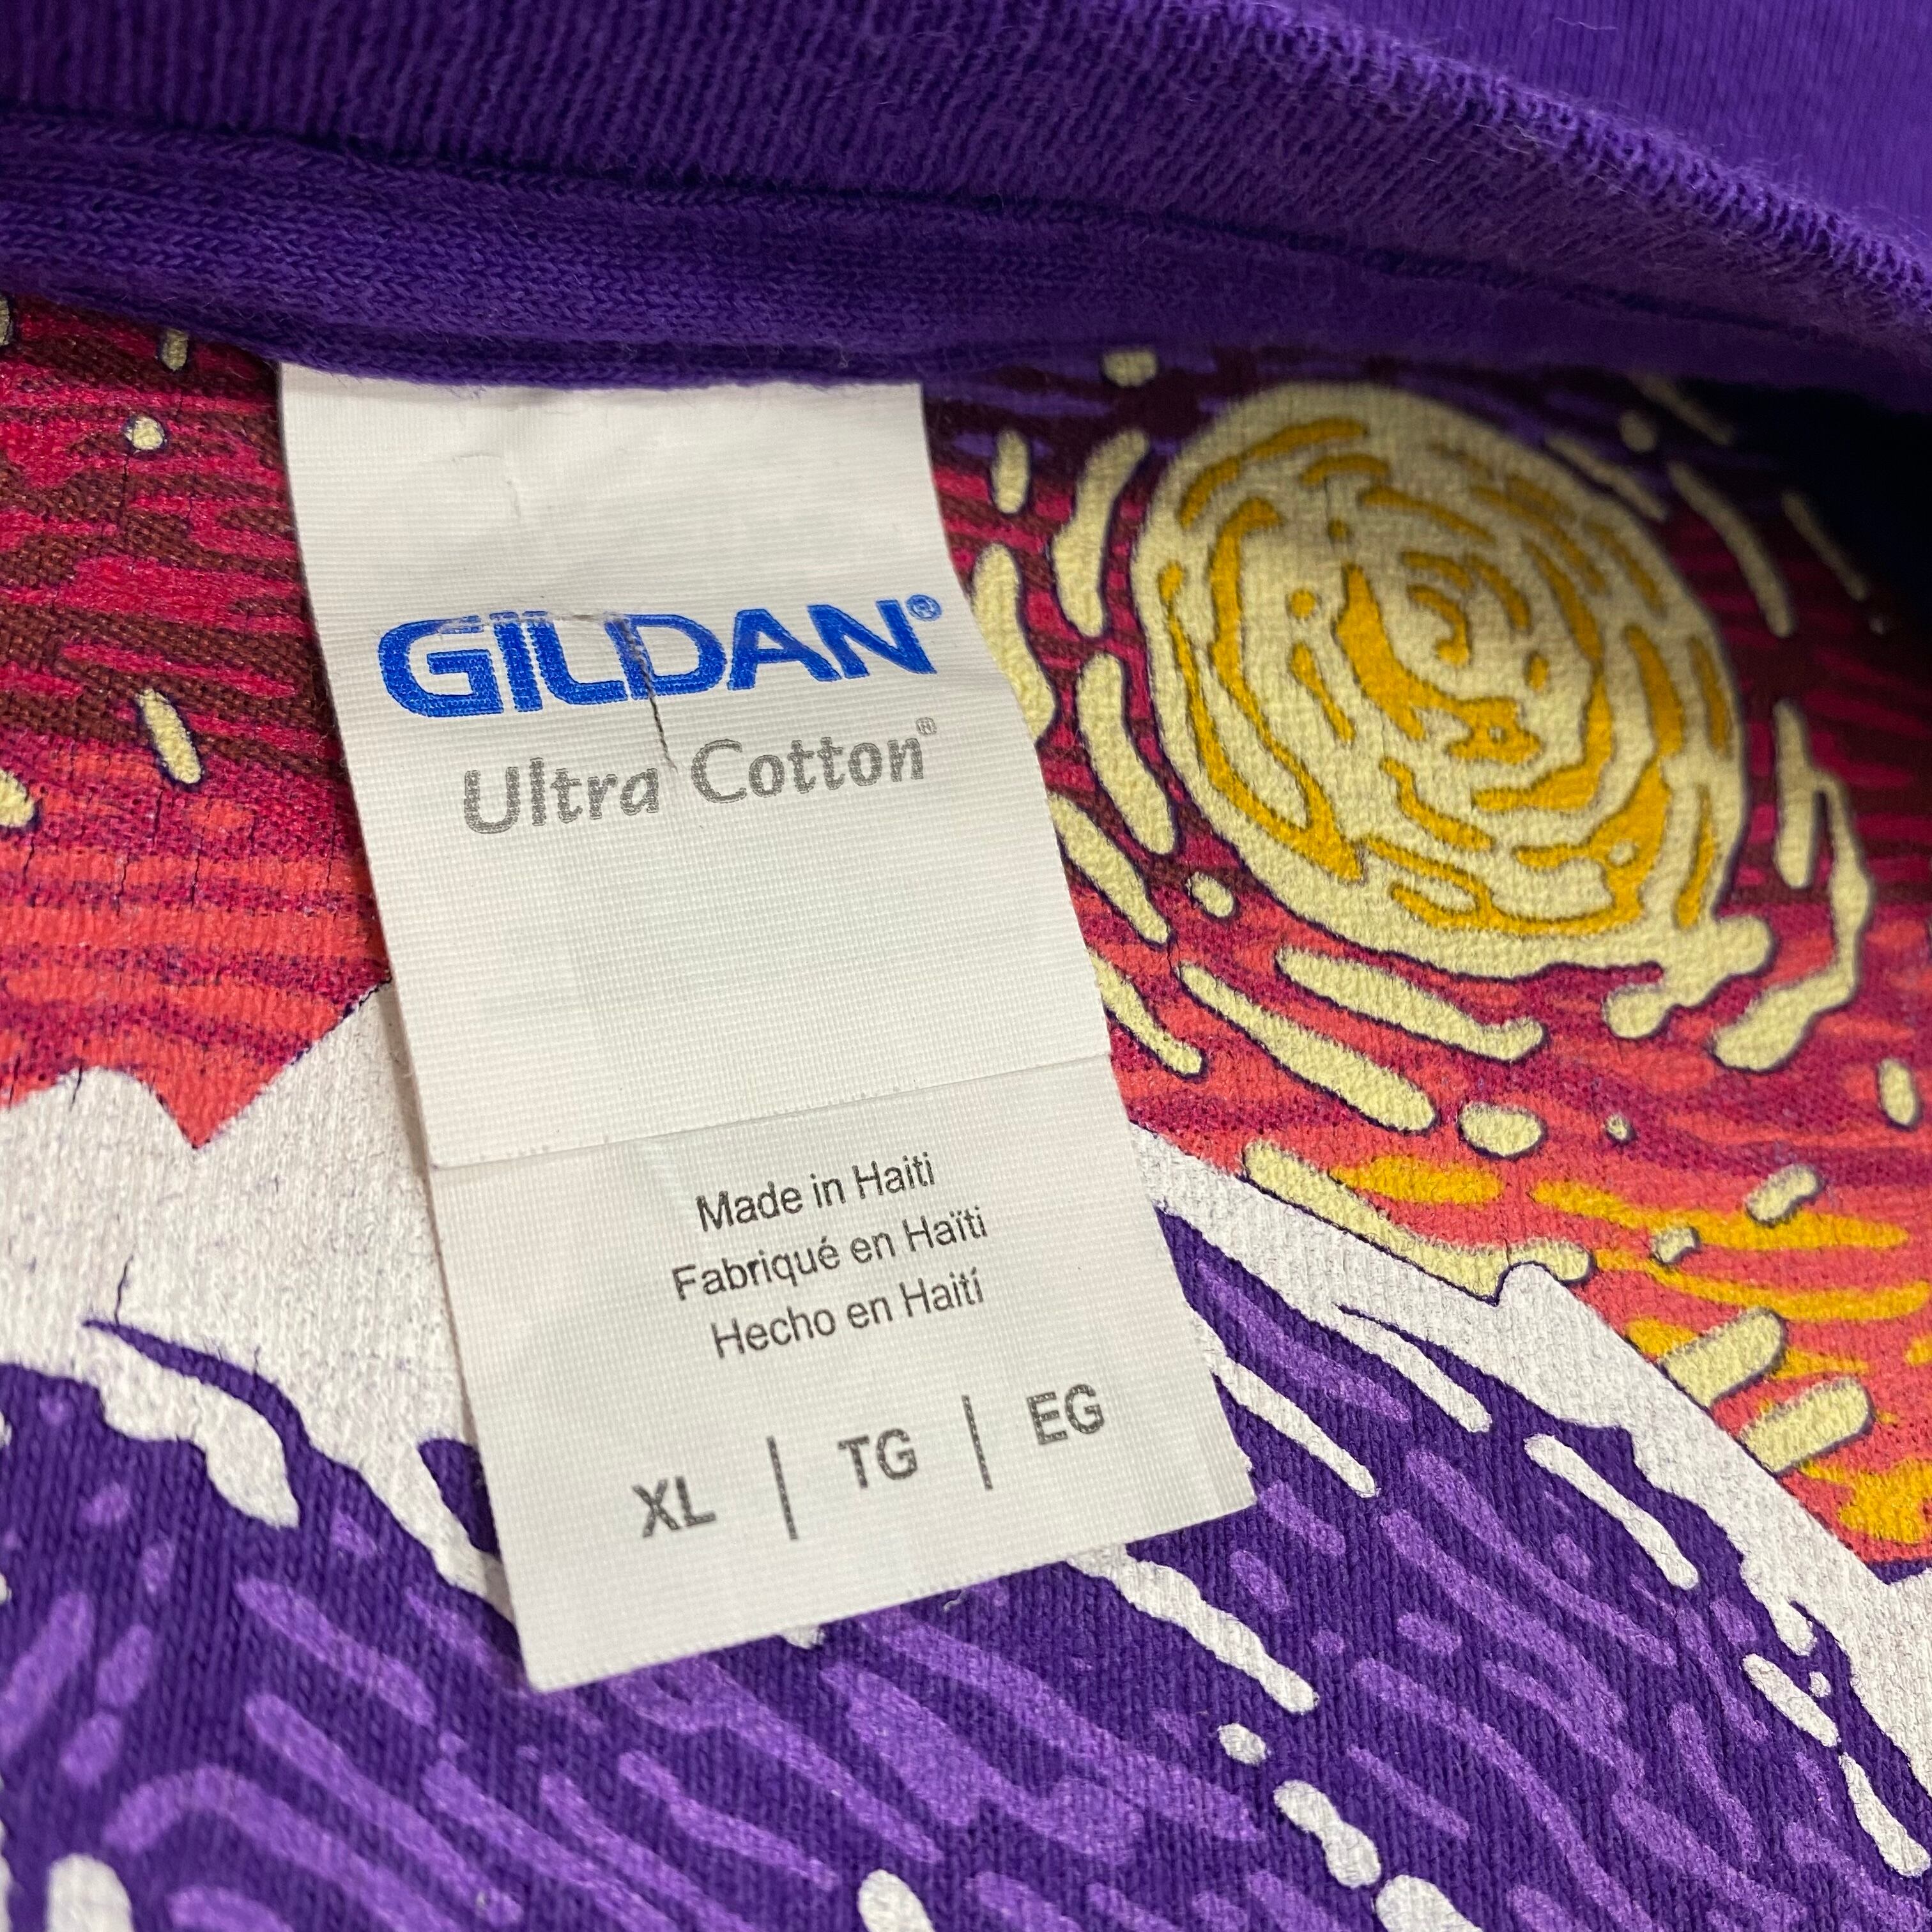 GILDAN®
Ultra Cotton®
Made in Haiti
Fabriqué en Haïti
Hecho en Haití
XL | TG | EG